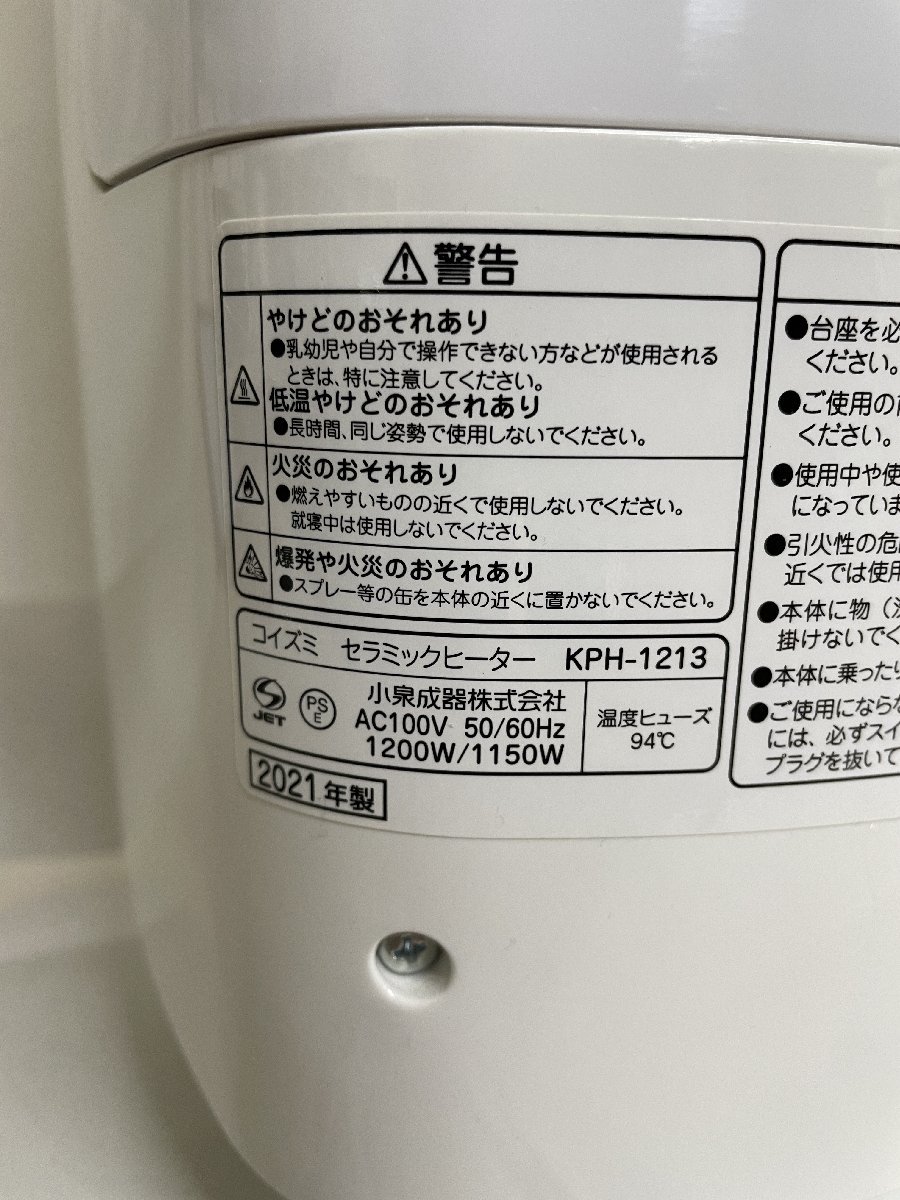 警告
やけどのおそれあり
●乳幼児や自分で操作できない方などが使用される
ときは、特に注意してください。
低温やけどのおそれあり
●長時間、同じ姿勢で使用しないでください。
火災のおそれあり
●燃えやすいものの近くで使用しないでください。
就寝中は使用しないでください。
爆発や火災のおそれあり
●スプレー等の缶を本体の近くに置かないでください。
コイズミ セラミックヒーター KPH-1213
JET
PS
E
小泉成器株式会社
AC100V 50/60Hz
1200W/1150W
温度ヒューズ
94℃
2021年製
●台座を必
ください。
●ご使用の
ください。
●使用中や使
になっていま
●引火性の危
近くでは使用
●本体に物(
掛けないでく
●本体に乗ったり
●ご使用にならな
には、必ずスイ
プラグを抜いて